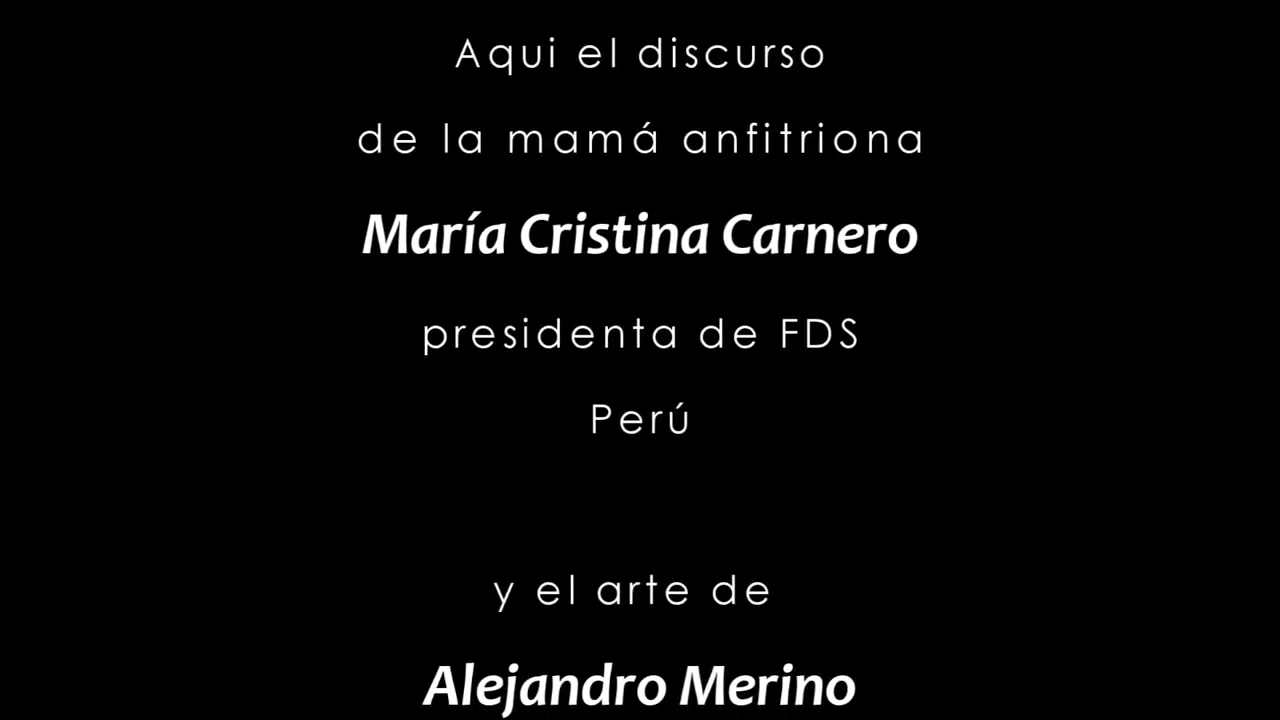 Aqui el discurso
de la mamá anfitriona
María Cristina Carnero
presidenta de FDS
Perú
y el arte de
Alejandro Merino